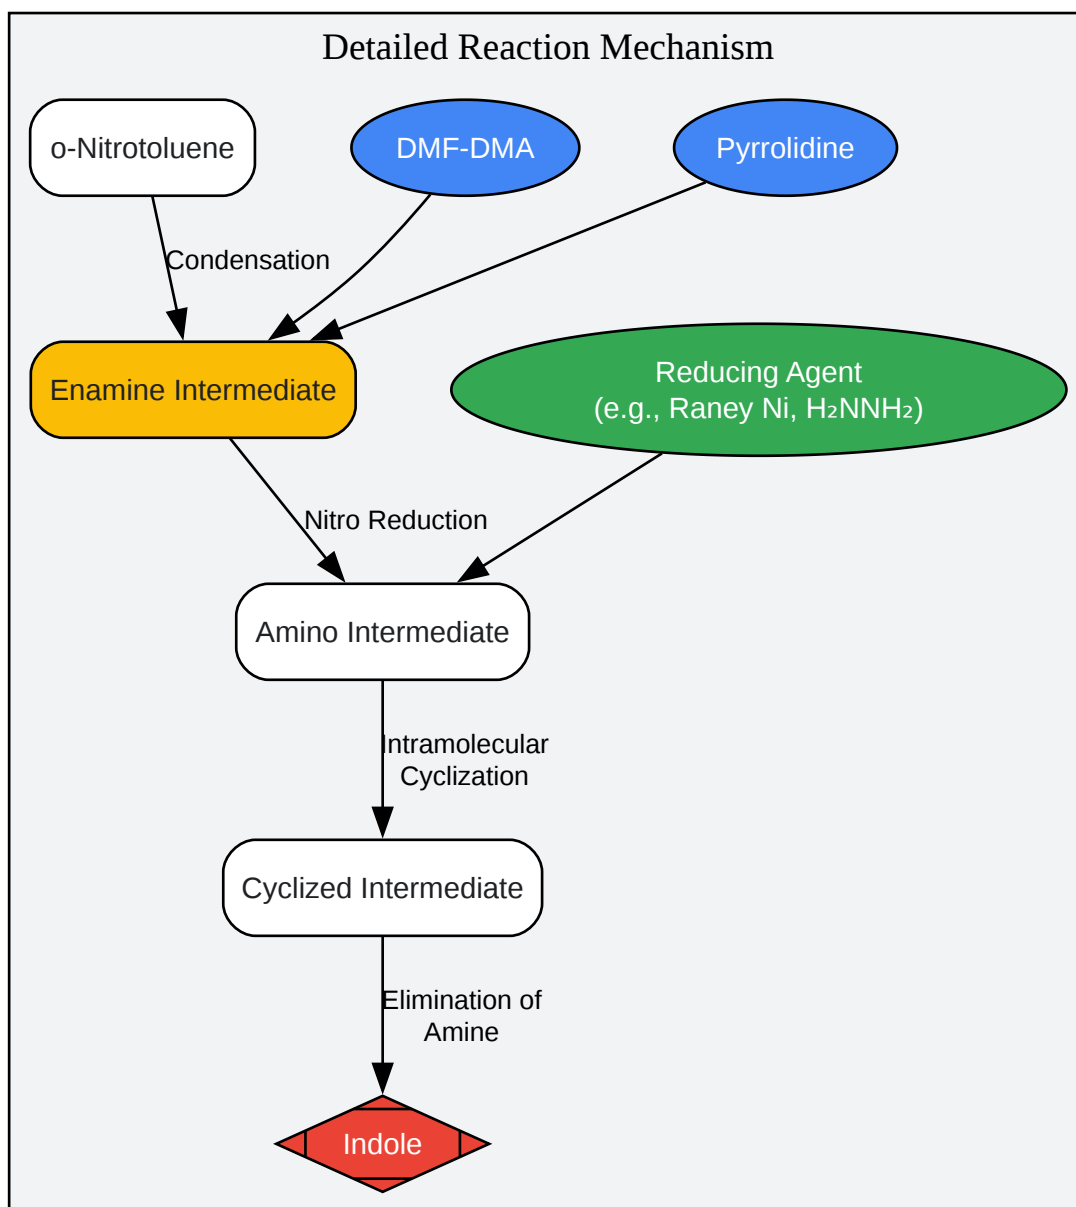 Detailed Reaction Mechanism
o-Nitrotoluene
DMF-DMA
Pyrrolidine
Condensation
Enamine Intermediate
Reducing Agent
(e.g., Raney Ni, H₂NNH₂)
Nitro Reduction
Amino Intermediate
Intramolecular
Cyclization
Cyclized Intermediate
Elimination of
Amine
Indole